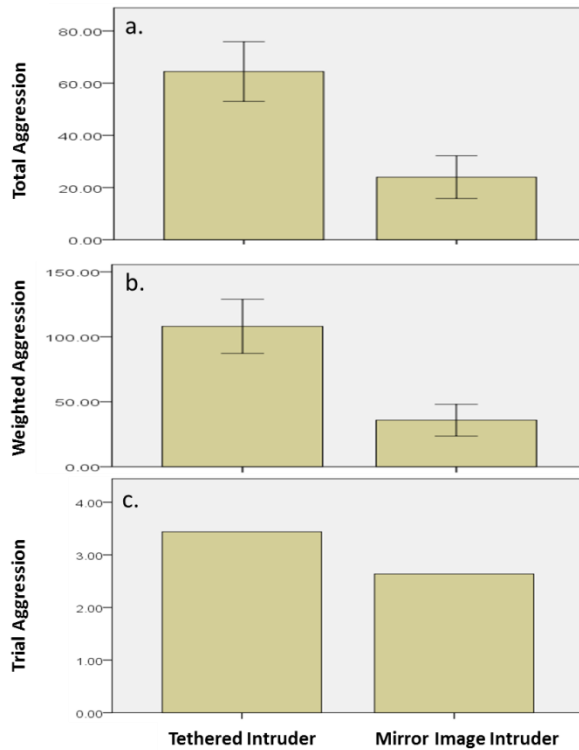 a.
Total Aggression
80.00
60.00
40.00
20.00
0.00
b.
Weighted Aggression
150.00
100.00
50.00
0.00
c.
Trial Aggression
4.00
3.00
2.00
1.00
0.00
Tethered Intruder
Mirror Image Intruder